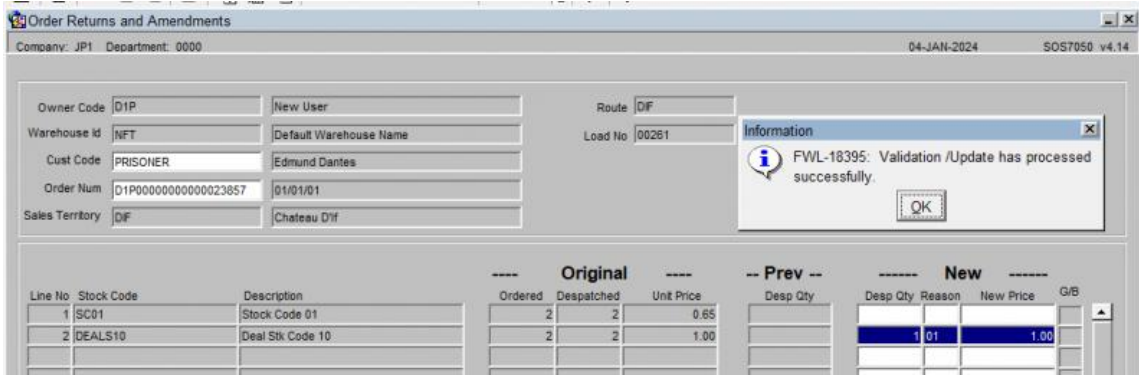 Order Returns and Amendments
Company: JP1 Department: 0000 04-JAN-2024 SOS7050 v4.14
Owner Code D1P New User Route DIF
Warehouse Id NFT Default Warehouse Name Load No 00261
Cust Code PRISONER Edmund Dantes
Order Num D1P00000000000023857 01/01/01
Sales Territory DIF Chateau D'If
Information
FWL-18395: Validation /Update has processed
successfully.
OK
---- Original ---- -- Prev -- ------ New ------
Line No Stock Code Description Ordered Despatched Unit Price Desp Qty Desp Qty Reason New Price G/B
1 SC01 Stock Code 01 2 2 0.65
2 DEALS10 Deal Stk Code 10 2 2 1.00 1 01 1.00